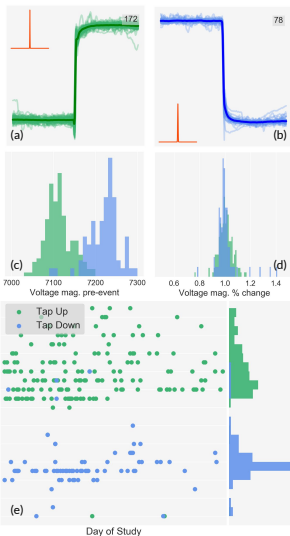 172
(a)
78
(b)
(c)
(d)
7000 7100 7200 7300
Voltage mag. pre-event
0.6 0.8 1.0 1.2 1.4
Voltage mag. % change
Tap Up
Tap Down
(e)
Day of Study